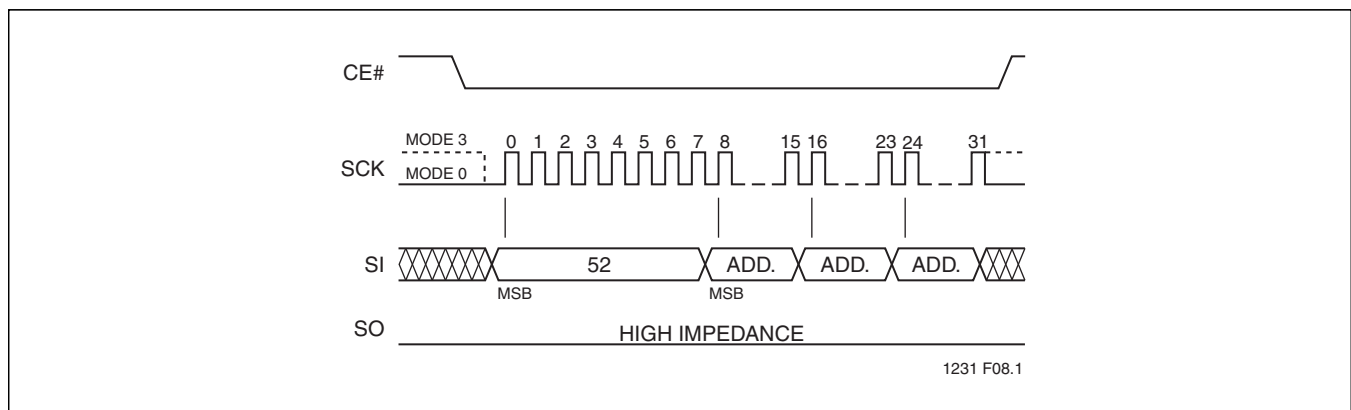 CE#
MODE 3
0 1 2 3 4 5 6 7 8 15 16 23 24 31
SCK
MODE 0
SI
52
ADD.
ADD.
ADD.
MSB
MSB
SO
HIGH IMPEDANCE
1231 F08.1